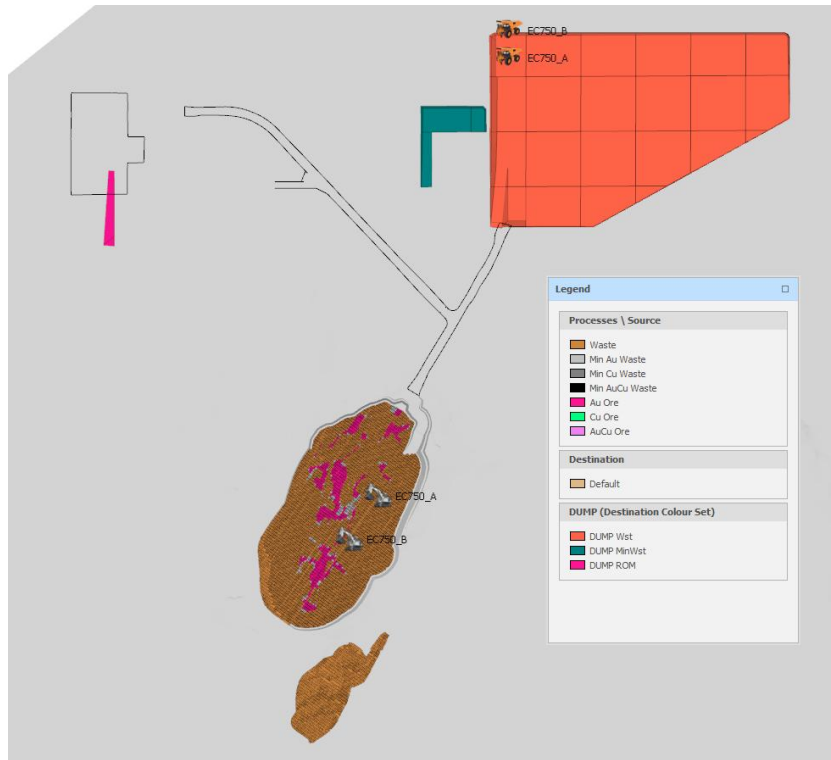 EC750_B
EC750_A
Legend
Processes \ Source
Waste
Min Au Waste
Min Cu Waste
Min AuCu Waste
Au Ore
Cu Ore
AuCu Ore
Destination
Default
DUMP (Destination Colour Set)
DUMP Wst
DUMP MinWst
DUMP ROM
EC750_A
EC750_B